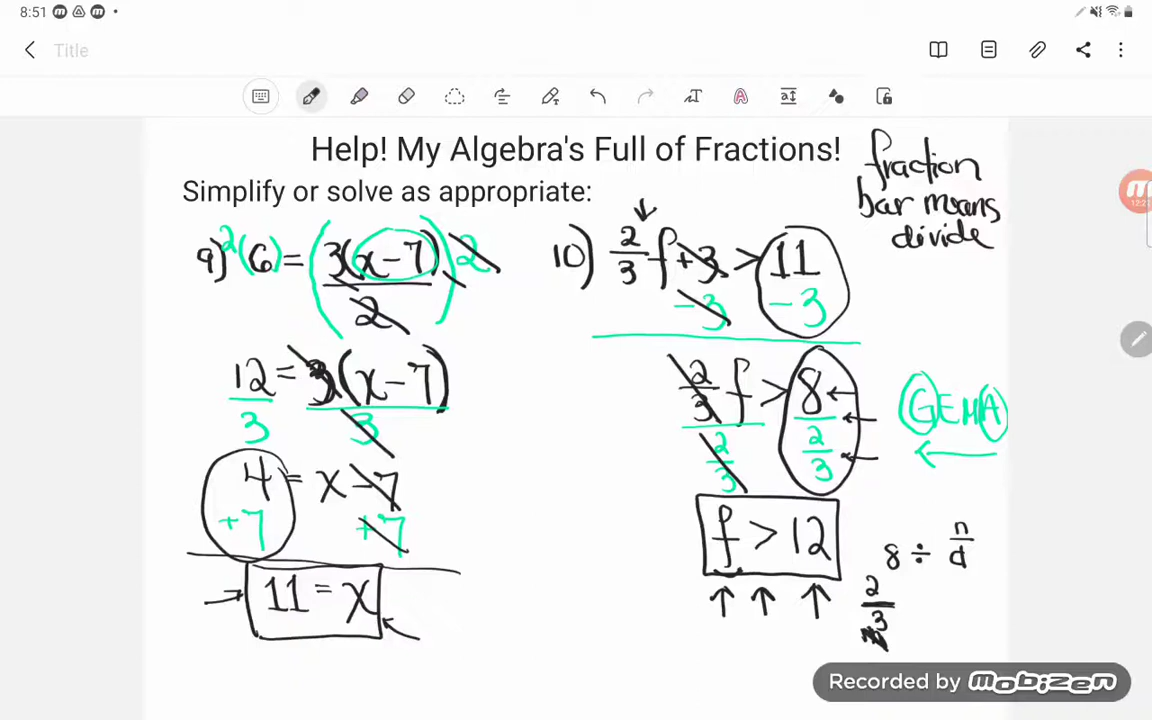 8:51
Title
Help! My Algebra's Full of Fractions!
Simplify or solve as appropriate:
fraction
bar means
divide
9) 2(6) = (3(x-7)/2) 2
12 = 3(x-7)
3 3
4 = x-7
+7 +7
11 = x
10) 2/3 f + 3 > 11
-3 -3
2/3 f > 8
2/3 2/3
f > 12
GEMA
8 ÷ n/d
2/3
Recorded by mobizen